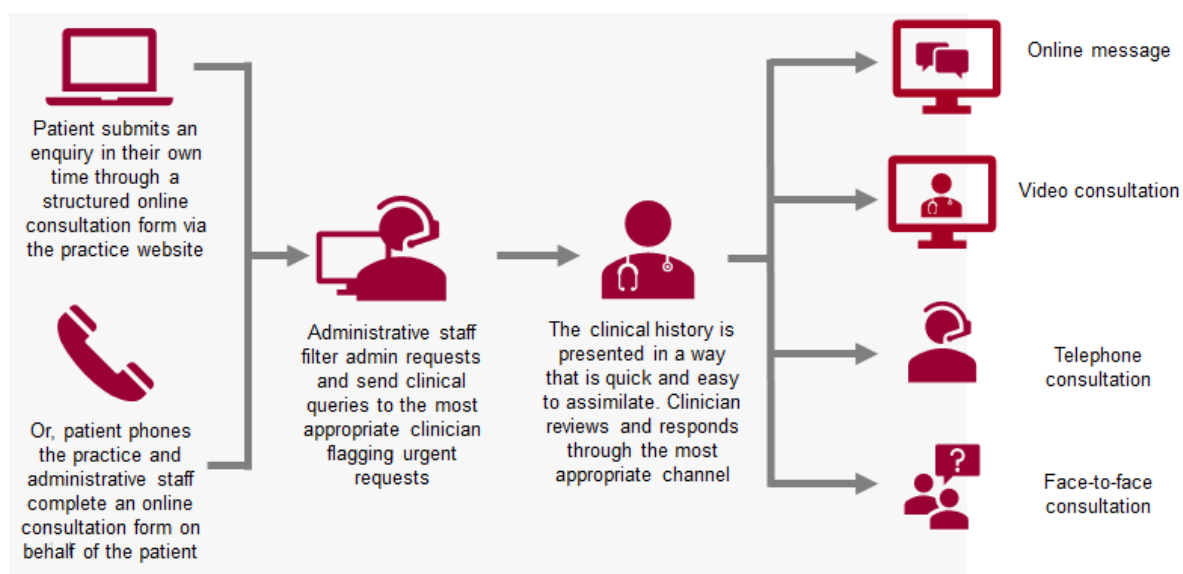 Patient submits an
enquiry in their own
time through a
structured online
consultation form via
the practice website
Or, patient phones
the practice and
administrative staff
complete an online
consultation form on
behalf of the patient
Administrative staff
filter admin requests
and send clinical
queries to the most
appropriate clinician
flagging urgent
requests
The clinical history is
presented in a way
that is quick and easy
to assimilate. Clinician
reviews and responds
through the most
appropriate channel
Online message
Video consultation
Telephone
consultation
?
Face-to-face
consultation